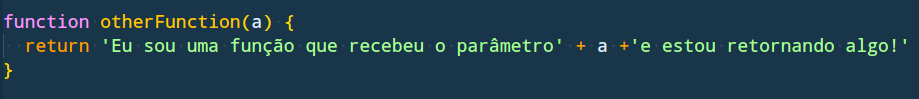 function otherFunction(a) {
  return 'Eu sou uma função que recebeu o parâmetro' + a +'e estou retornando algo!'
}